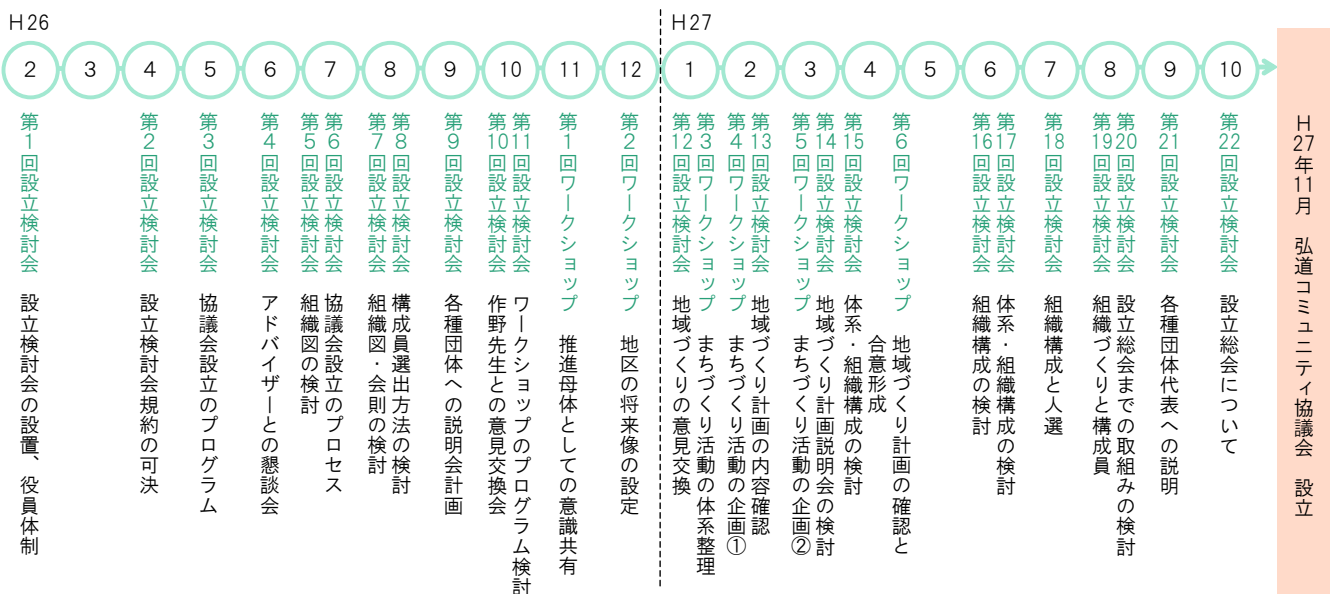 H26
H27
2
3
4
5
6
7
8
9
10
11
12
1
2
3
4
5
6
7
8
9
10
第1回設立検討会 設立検討会の設置、役員体制
第2回設立検討会 設立検討会規約の可決
第3回設立検討会 協議会設立のプログラム
第4回設立検討会 アドバイザーとの懇談会
第5回設立検討会 組織図の検討
第6回設立検討会 協議会設立のプロセス
第7回設立検討会 組織図・会則の検討
第8回設立検討会 構成員選出方法の検討
第9回設立検討会 各種団体への説明会計画
第10回設立検討会 作野先生との意見交換会
第11回設立検討会 ワークショップのプログラム検討
第1回ワークショップ 推進母体としての意識共有
第2回ワークショップ 地区の将来像の設定
第12回設立検討会 地域づくりの意見交換
第3回ワークショップ まちづくり活動の体系整理
第4回ワークショップ まちづくり活動の企画①
第13回設立検討会 地域づくり計画の内容確認
第5回ワークショップ まちづくり活動の企画②
第14回設立検討会 地域づくり計画説明会の検討
第15回設立検討会 体系・組織構成の検討
第6回ワークショップ 地域づくり計画の確認と
合意形成
第16回設立検討会 組織構成の検討
第17回設立検討会 体系・組織構成の検討
第18回設立検討会 組織構成と人選
第19回設立検討会 組織づくりと構成員
第20回設立検討会 設立総会までの取組みの検討
第21回設立検討会 各種団体代表への説明
第22回設立検討会 設立総会について
H27年11月 弘道コミュニティ協議会 設立